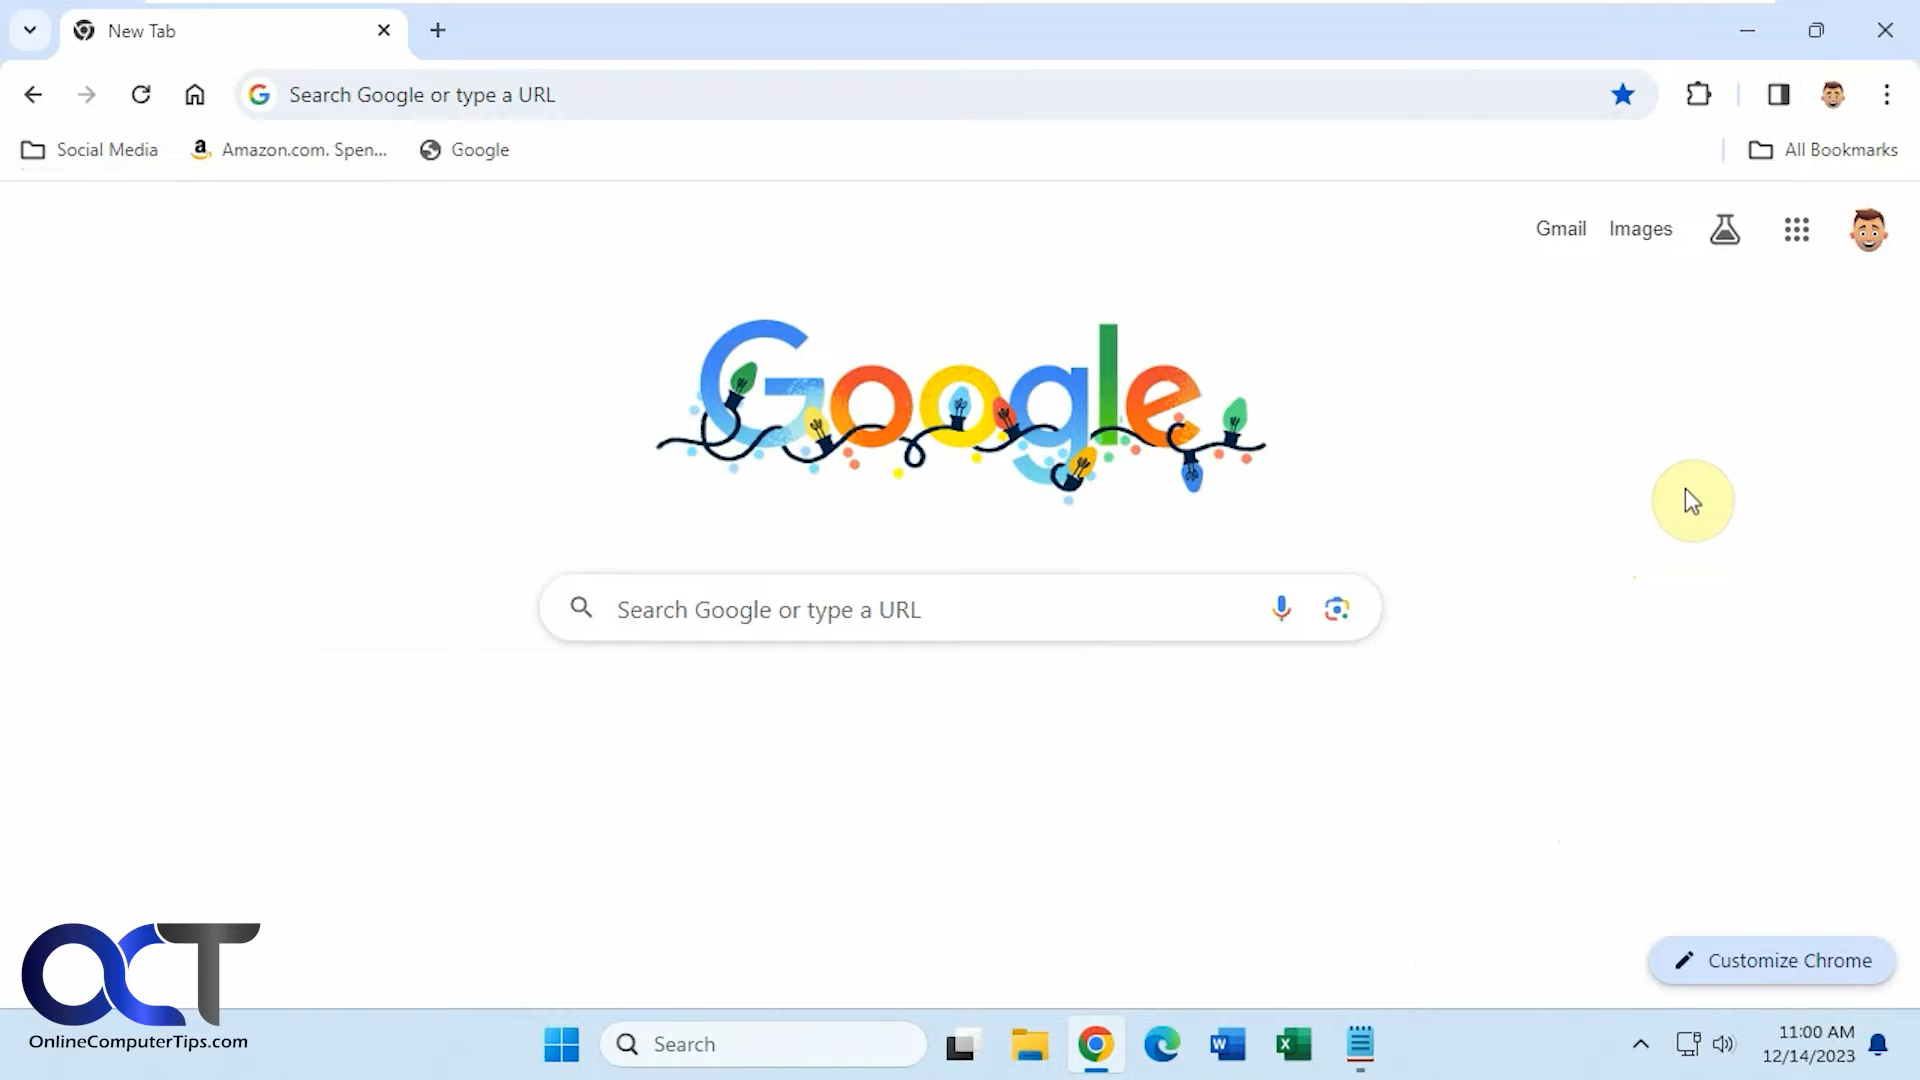 New Tab
Search Google or type a URL
Social Media
Amazon.com. Spen...
Google
All Bookmarks
Gmail
Images
Google
Search Google or type a URL
Customize Chrome
OCT
OnlineComputerTips.com
Search
11:00 AM
12/14/2023